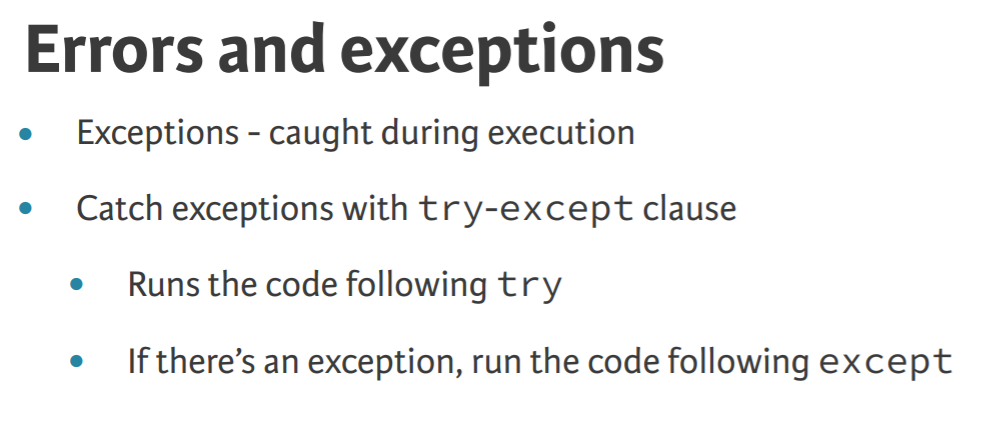 Errors and exceptions
• Exceptions - caught during execution
• Catch exceptions with try-except clause
• Runs the code following try
• If there’s an exception, run the code following except